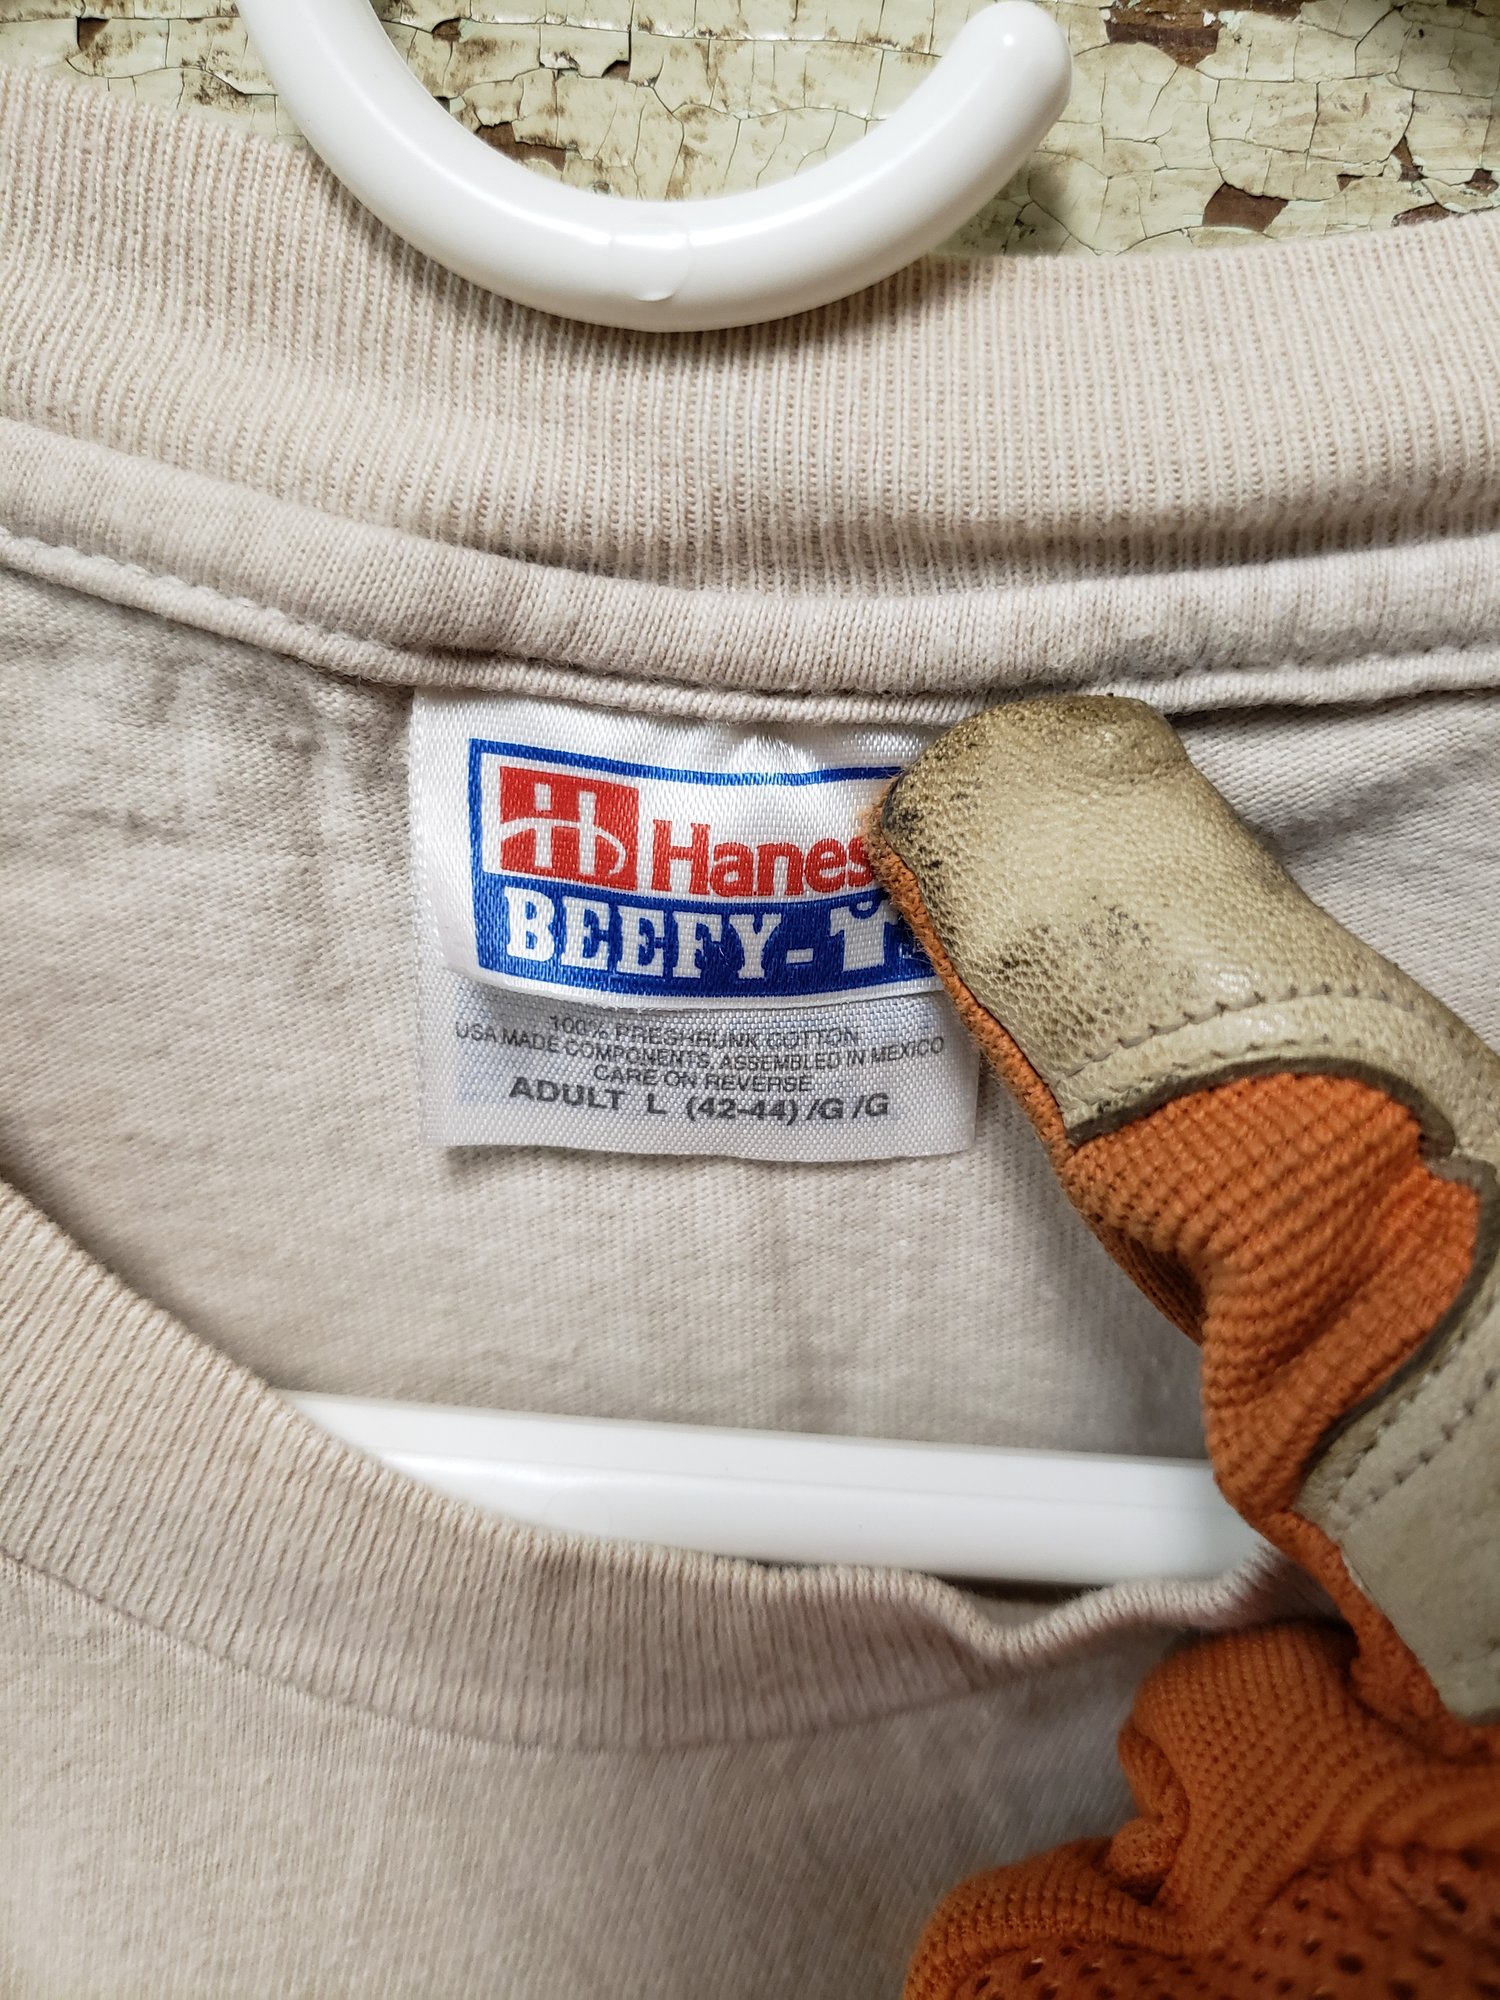 Hanes
BEEFY-T
100% PRESHRUNK COTTON
USA MADE COMPONENTS, ASSEMBLED IN MEXICO
CARE ON REVERSE
ADULT L (42-44) /G /G